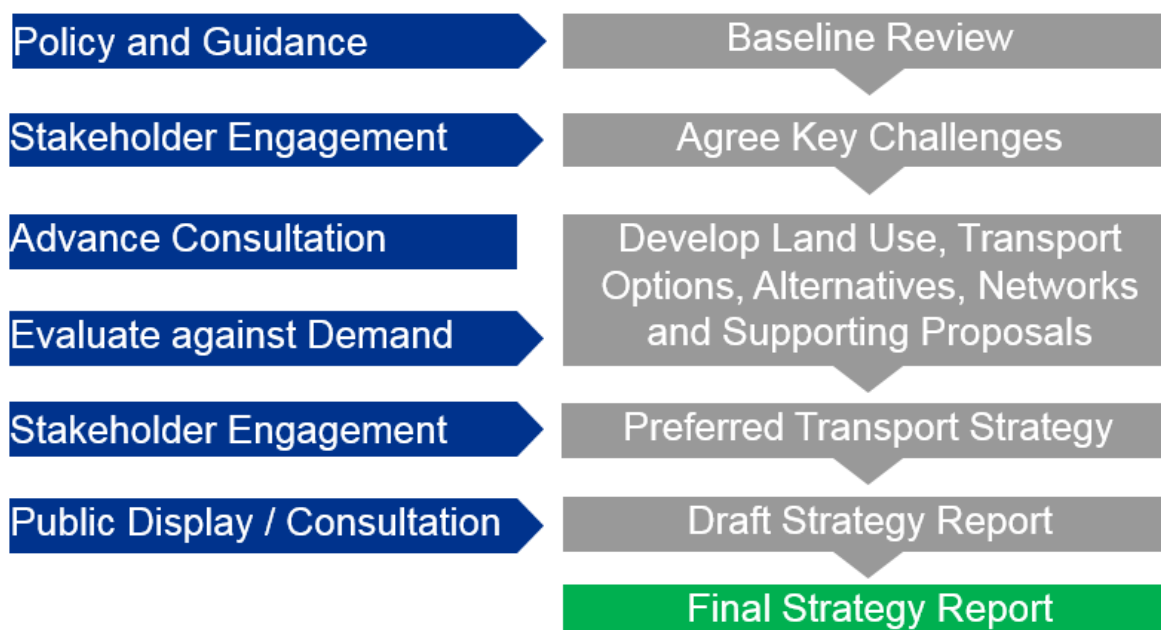 Policy and Guidance
Baseline Review
Stakeholder Engagement
Agree Key Challenges
Advance Consultation
Develop Land Use, Transport
Options, Alternatives, Networks
and Supporting Proposals
Evaluate against Demand
Stakeholder Engagement
Preferred Transport Strategy
Public Display / Consultation
Draft Strategy Report
Final Strategy Report